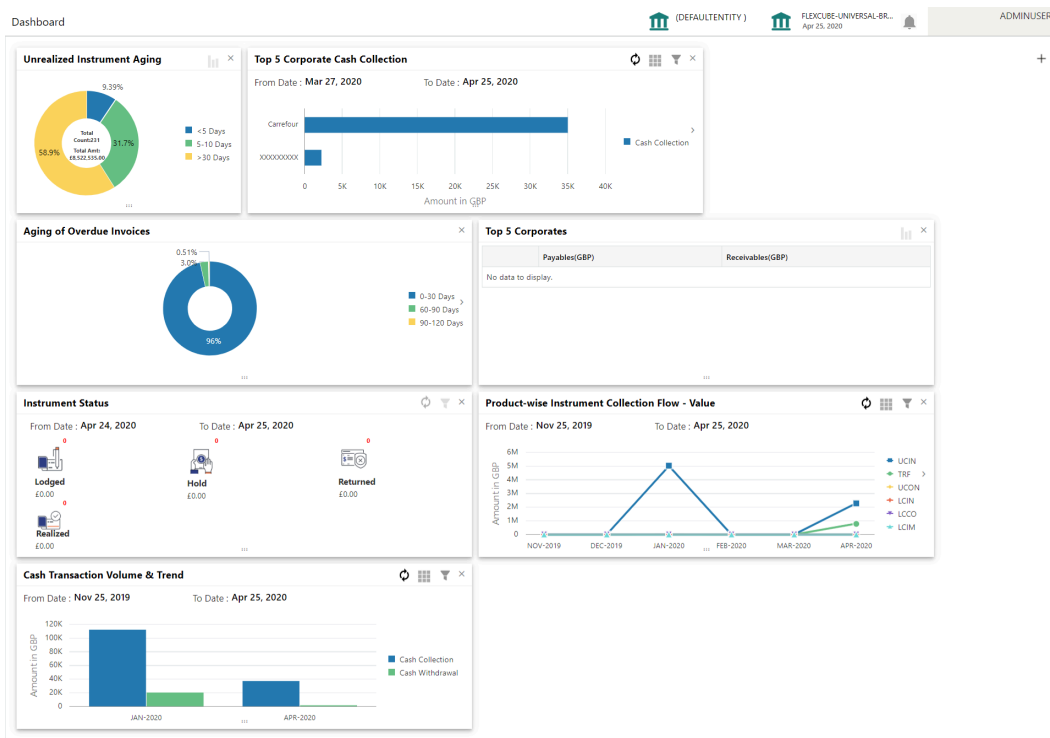 Dashboard
(DEFAULTENTITY )
FLEXCUBE-UNIVERSAL-BR...
Apr 25, 2020
ADMINUSER
Unrealized Instrument Aging
9.39%
31.7%
58.9%
Total
Count:231
Total Amt:
£8,522,535.00
<5 Days
5-10 Days
>30 Days
Top 5 Corporate Cash Collection
From Date : Mar 27, 2020 To Date : Apr 25, 2020
Carrefour
XXXXXXXXX
0 5K 10K 15K 20K 25K 30K 35K 40K
Amount in GBP
Cash Collection
Aging of Overdue Invoices
0.51%
3.0%
96%
0-30 Days
60-90 Days
90-120 Days
Top 5 Corporates
Payables(GBP) Receivables(GBP)
No data to display.
Instrument Status
From Date : Apr 24, 2020 To Date : Apr 25, 2020
0
Lodged
£0.00
0
Hold
£0.00
0
Returned
£0.00
0
Realized
£0.00
Product-wise Instrument Collection Flow - Value
From Date : Nov 25, 2019 To Date : Apr 25, 2020
Amount in GBP
6M
5M
4M
3M
2M
1M
0
NOV-2019 DEC-2019 JAN-2020 FEB-2020 MAR-2020 APR-2020
UCIN
TRF
UCON
LCIN
LCCO
LCIM
Cash Transaction Volume & Trend
From Date : Nov 25, 2019 To Date : Apr 25, 2020
Amount in GBP
120K
100K
80K
60K
40K
20K
0
JAN-2020 APR-2020
Cash Collection
Cash Withdrawal